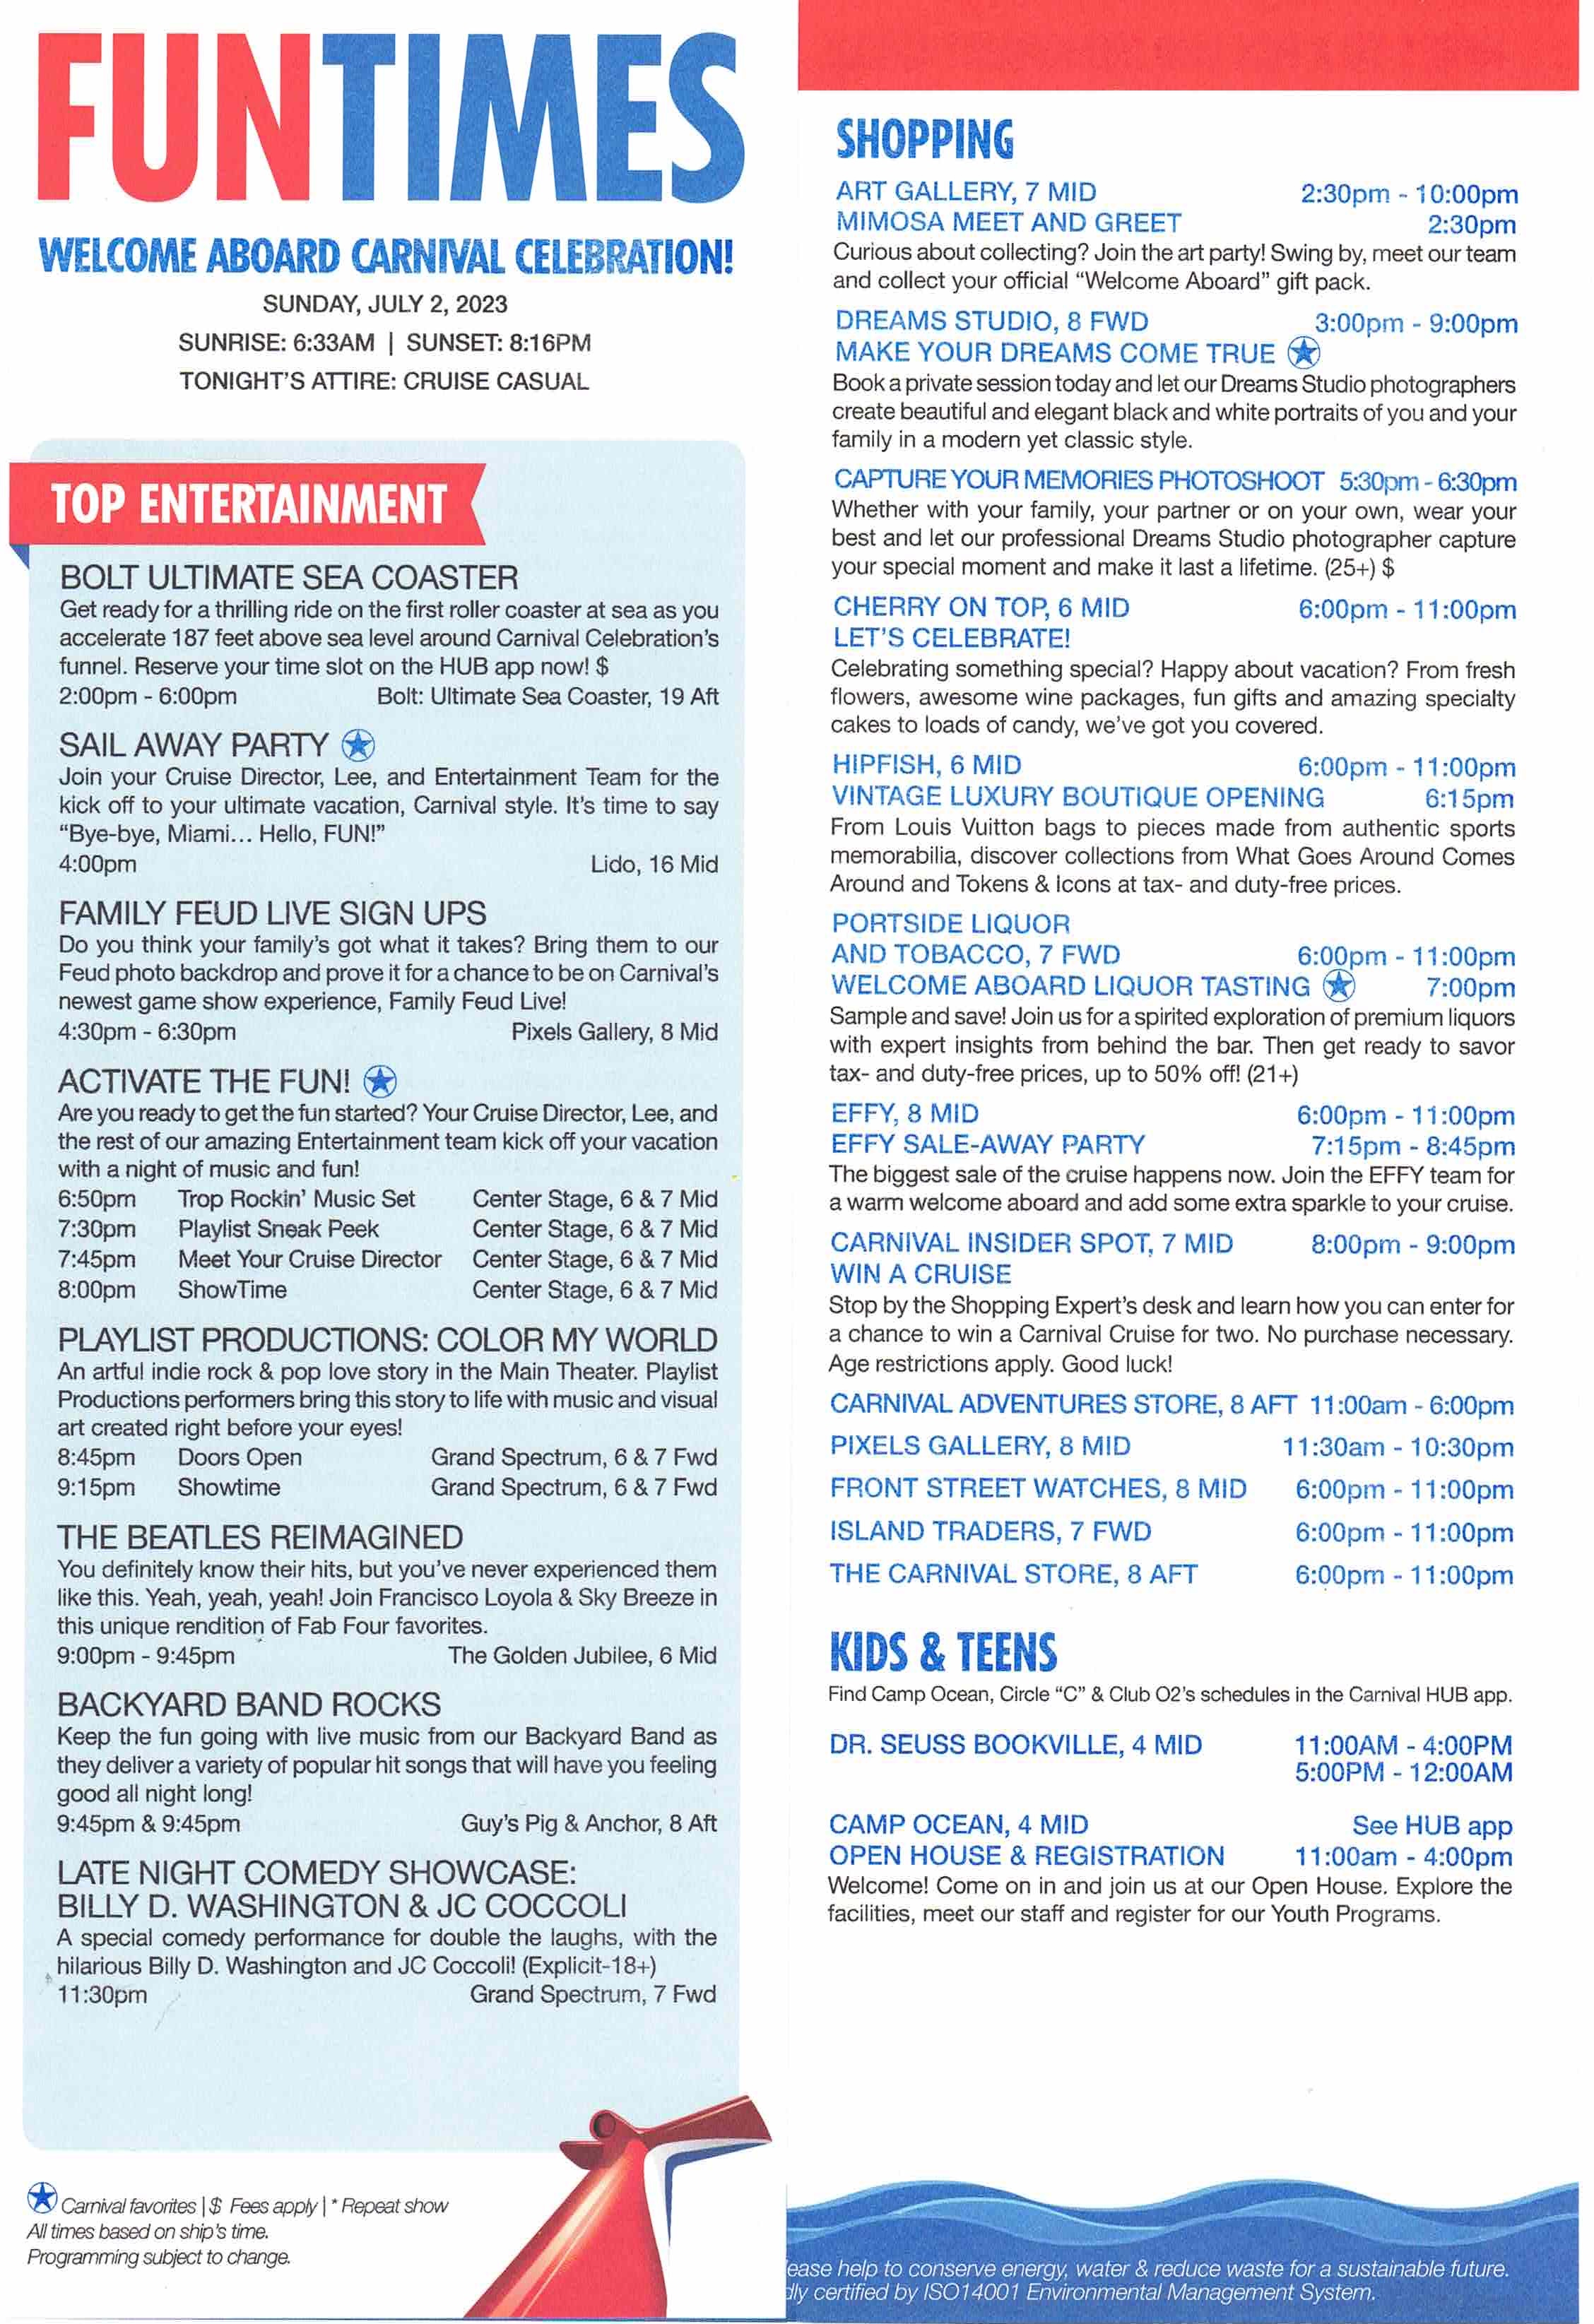 FUNTIMES
WELCOME ABOARD CARNIVAL CELEBRATION!
SUNDAY, JULY 2, 2023
SUNRISE: 6:33AM | SUNSET: 8:16PM
TONIGHT'S ATTIRE: CRUISE CASUAL
TOP ENTERTAINMENT
BOLT ULTIMATE SEA COASTER
Get ready for a thrilling ride on the first roller coaster at sea as you
accelerate 187 feet above sea level around Carnival Celebration's
funnel. Reserve your time slot on the HUB app now! $
2:00pm - 6:00pm Bolt: Ultimate Sea Coaster, 19 Aft
SAIL AWAY PARTY
Join your Cruise Director, Lee, and Entertainment Team for the
kick off to your ultimate vacation, Carnival style. It's time to say
"Bye-bye, Miami... Hello, FUN!"
4:00pm Lido, 16 Mid
FAMILY FEUD LIVE SIGN UPS
Do you think your family's got what it takes? Bring them to our
Feud photo backdrop and prove it for a chance to be on Carnival's
newest game show experience, Family Feud Live!
4:30pm - 6:30pm Pixels Gallery, 8 Mid
ACTIVATE THE FUN!
Are you ready to get the fun started? Your Cruise Director, Lee, and
the rest of our amazing Entertainment team kick off your vacation
with a night of music and fun!
6:50pm Trop Rockin' Music Set Center Stage, 6 & 7 Mid
7:30pm Playlist Sneak Peek Center Stage, 6 & 7 Mid
7:45pm Meet Your Cruise Director Center Stage, 6 & 7 Mid
8:00pm ShowTime Center Stage, 6 & 7 Mid
PLAYLIST PRODUCTIONS: COLOR MY WORLD
An artful indie rock & pop love story in the Main Theater. Playlist
Productions performers bring this story to life with music and visual
art created right before your eyes!
8:45pm Doors Open Grand Spectrum, 6 & 7 Fwd
9:15pm Showtime Grand Spectrum, 6 & 7 Fwd
THE BEATLES REIMAGINED
You definitely know their hits, but you've never experienced them
like this. Yeah, yeah, yeah! Join Francisco Loyola & Sky Breeze in
this unique rendition of Fab Four favorites.
9:00pm - 9:45pm The Golden Jubilee, 6 Mid
BACKYARD BAND ROCKS
Keep the fun going with live music from our Backyard Band as
they deliver a variety of popular hit songs that will have you feeling
good all night long!
9:45pm & 9:45pm Guy's Pig & Anchor, 8 Aft
LATE NIGHT COMEDY SHOWCASE:
BILLY D. WASHINGTON & JC COCCOLI
A special comedy performance for double the laughs, with the
hilarious Billy D. Washington and JC Coccoli! (Explicit-18+)
11:30pm Grand Spectrum, 7 Fwd
Carnival favorites | $ Fees apply | * Repeat show
All times based on ship's time.
Programming subject to change.
SHOPPING
ART GALLERY, 7 MID 2:30pm - 10:00pm
MIMOSA MEET AND GREET 2:30pm
Curious about collecting? Join the art party! Swing by, meet our team
and collect your official "Welcome Aboard" gift pack.
DREAMS STUDIO, 8 FWD 3:00pm - 9:00pm
MAKE YOUR DREAMS COME TRUE
Book a private session today and let our Dreams Studio photographers
create beautiful and elegant black and white portraits of you and your
family in a modern yet classic style.
CAPTURE YOUR MEMORIES PHOTOSHOOT 5:30pm - 6:30pm
Whether with your family, your partner or on your own, wear your
best and let our professional Dreams Studio photographer capture
your special moment and make it last a lifetime. (25+) $
CHERRY ON TOP, 6 MID 6:00pm - 11:00pm
LET'S CELEBRATE!
Celebrating something special? Happy about vacation? From fresh
flowers, awesome wine packages, fun gifts and amazing specialty
cakes to loads of candy, we've got you covered.
HIPFISH, 6 MID 6:00pm - 11:00pm
VINTAGE LUXURY BOUTIQUE OPENING 6:15pm
From Louis Vuitton bags to pieces made from authentic sports
memorabilia, discover collections from What Goes Around Comes
Around and Tokens & Icons at tax- and duty-free prices.
PORTSIDE LIQUOR
AND TOBACCO, 7 FWD 6:00pm - 11:00pm
WELCOME ABOARD LIQUOR TASTING 7:00pm
Sample and save! Join us for a spirited exploration of premium liquors
with expert insights from behind the bar. Then get ready to savor
tax- and duty-free prices, up to 50% off! (21+)
EFFY, 8 MID 6:00pm - 11:00pm
EFFY SALE-AWAY PARTY 7:15pm - 8:45pm
The biggest sale of the cruise happens now. Join the EFFY team for
a warm welcome aboard and add some extra sparkle to your cruise.
CARNIVAL INSIDER SPOT, 7 MID 8:00pm - 9:00pm
WIN A CRUISE
Stop by the Shopping Expert's desk and learn how you can enter for
a chance to win a Carnival Cruise for two. No purchase necessary.
Age restrictions apply. Good luck!
CARNIVAL ADVENTURES STORE, 8 AFT 11:00am - 6:00pm
PIXELS GALLERY, 8 MID 11:30am - 10:30pm
FRONT STREET WATCHES, 8 MID 6:00pm - 11:00pm
ISLAND TRADERS, 7 FWD 6:00pm - 11:00pm
THE CARNIVAL STORE, 8 AFT 6:00pm - 11:00pm
KIDS & TEENS
Find Camp Ocean, Circle "C" & Club O2's schedules in the Carnival HUB app.
DR. SEUSS BOOKVILLE, 4 MID 11:00AM - 4:00PM
5:00PM - 12:00AM
CAMP OCEAN, 4 MID See HUB app
OPEN HOUSE & REGISTRATION 11:00am - 4:00pm
Welcome! Come on in and join us at our Open House. Explore the
facilities, meet our staff and register for our Youth Programs.
ease help to conserve energy, water & reduce waste for a sustainable future.
dly certified by ISO14001 Environmental Management System.